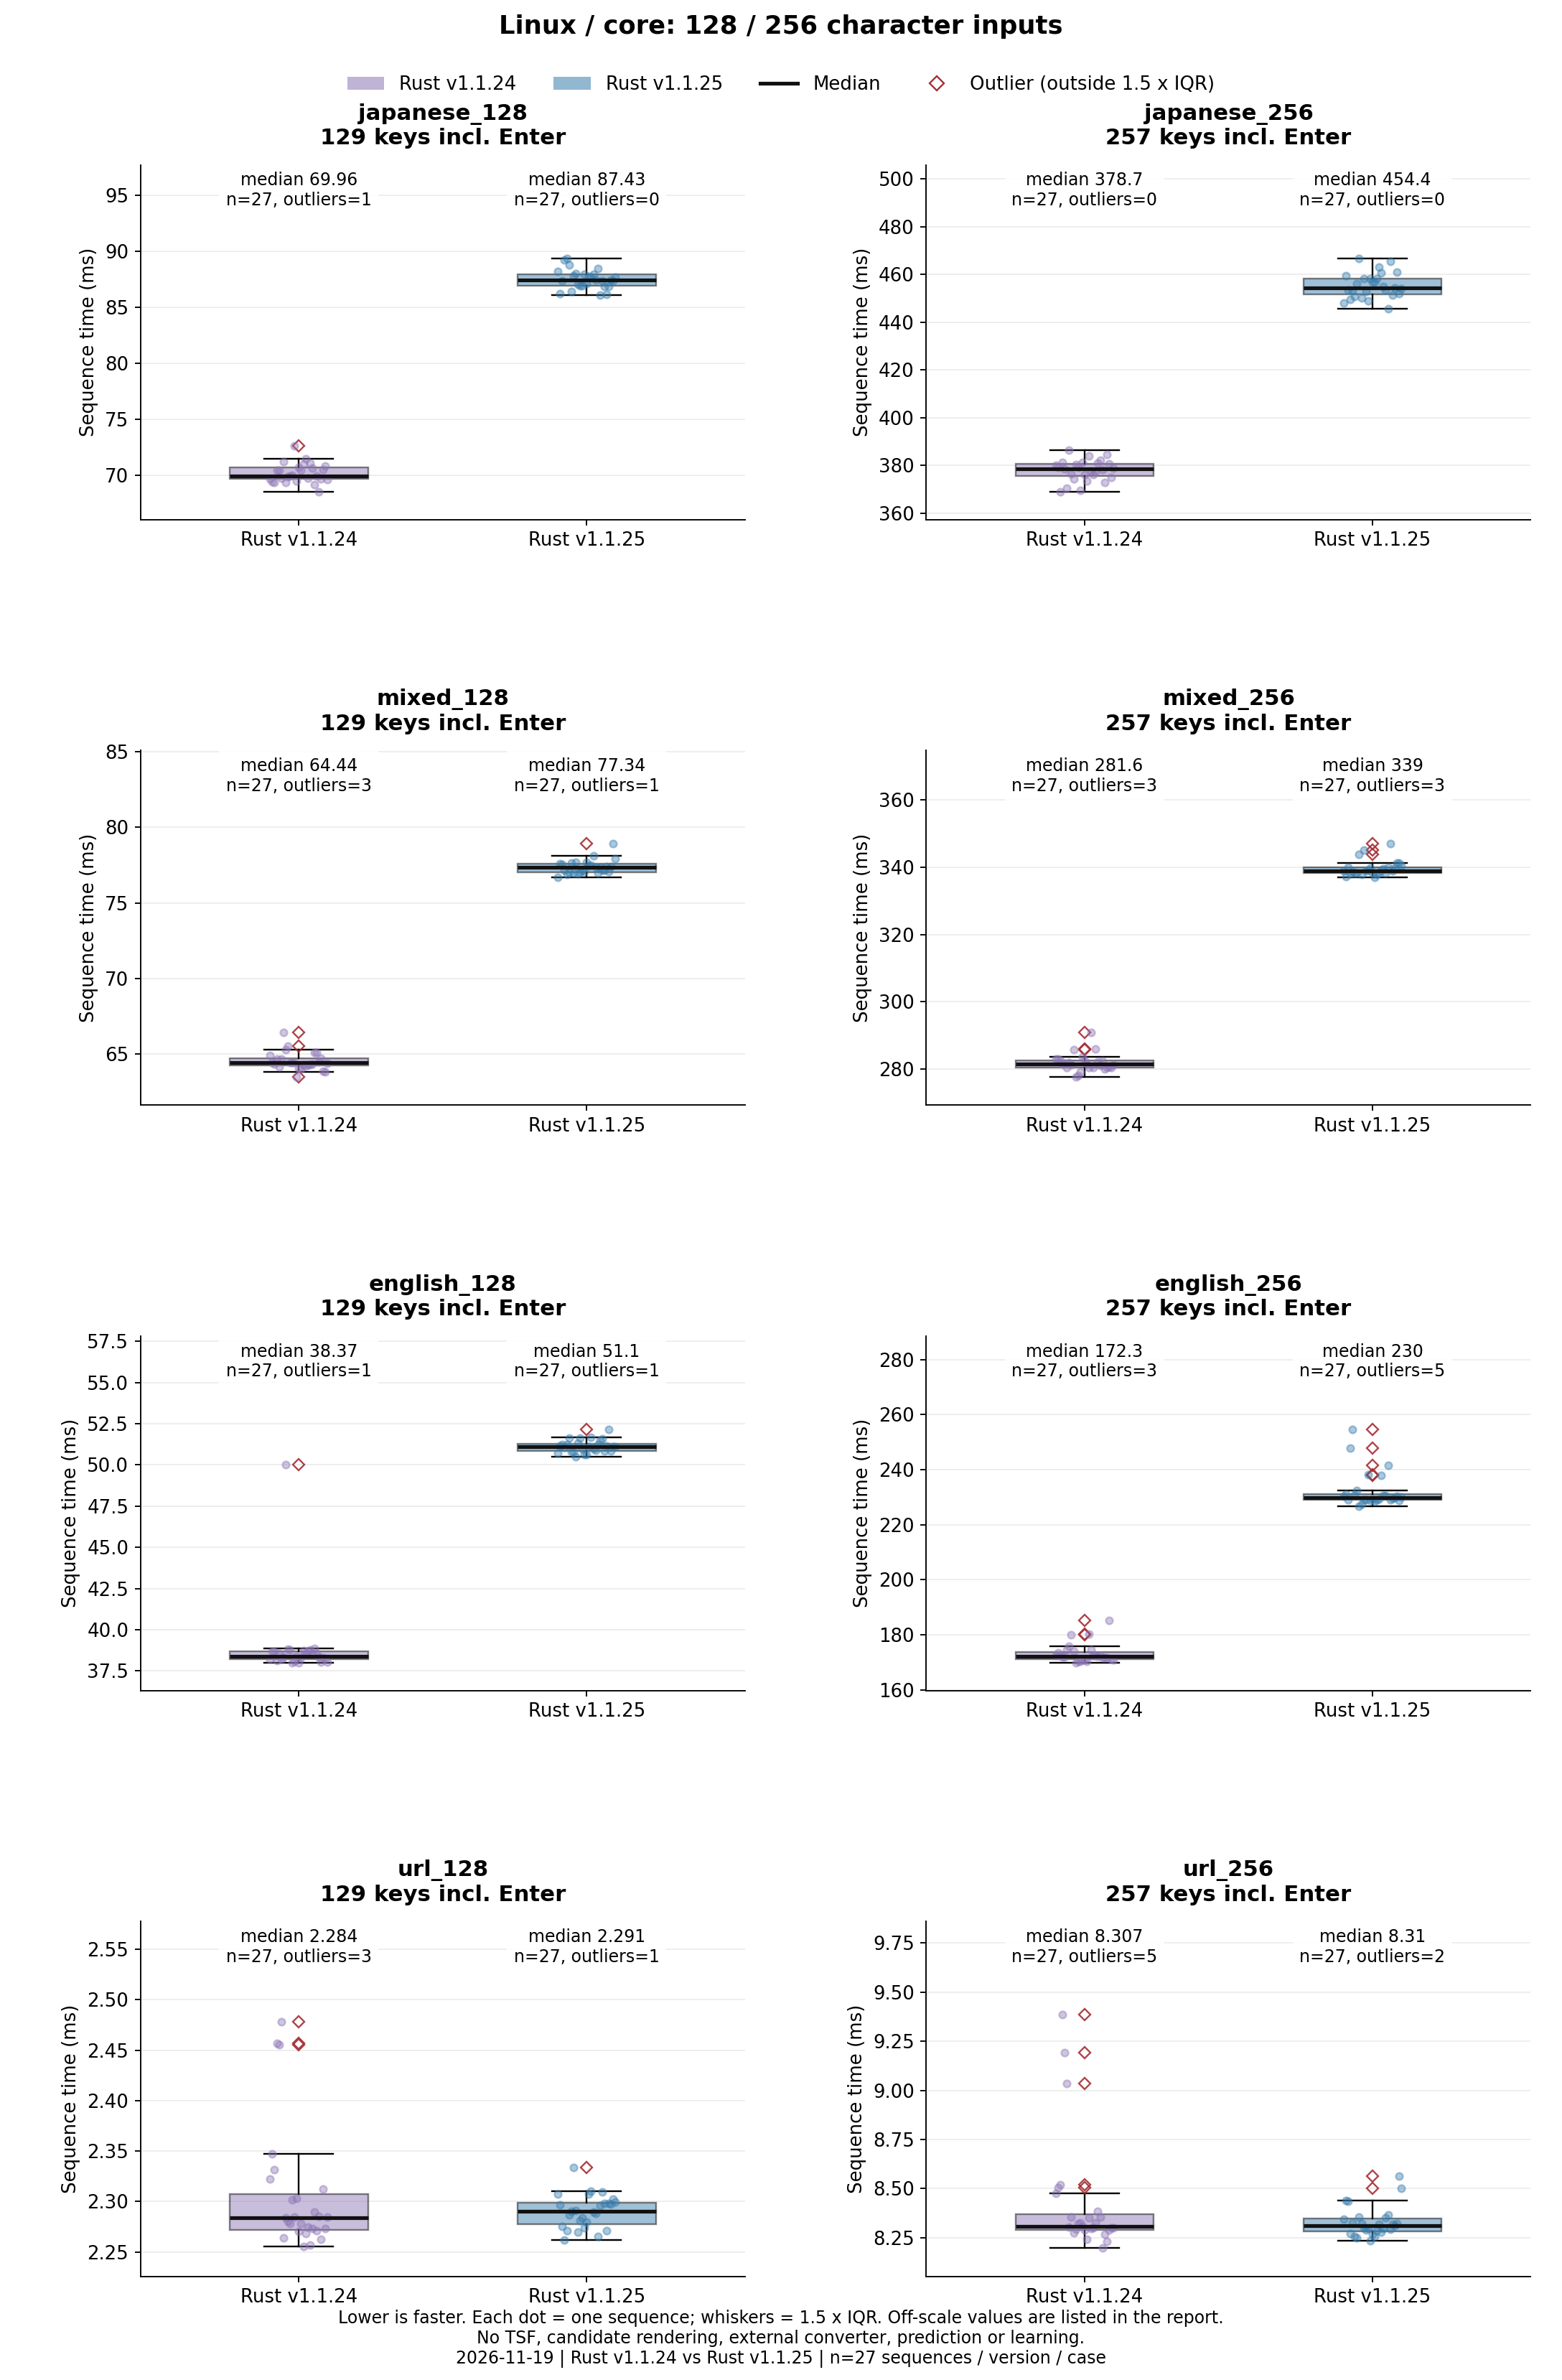 Linux / core: 128 / 256 character inputs
Rust v1.1.24
Rust v1.1.25
Median
Outlier (outside 1.5 x IQR)
japanese_128
129 keys incl. Enter
median 69.96
n=27, outliers=1
median 87.43
n=27, outliers=0
Sequence time (ms)
95
90
85
80
75
70
Rust v1.1.24
Rust v1.1.25
japanese_256
257 keys incl. Enter
median 378.7
n=27, outliers=0
median 454.4
n=27, outliers=0
Sequence time (ms)
500
480
460
440
420
400
380
360
Rust v1.1.24
Rust v1.1.25
mixed_128
129 keys incl. Enter
median 64.44
n=27, outliers=3
median 77.34
n=27, outliers=1
Sequence time (ms)
85
80
75
70
65
Rust v1.1.24
Rust v1.1.25
mixed_256
257 keys incl. Enter
median 281.6
n=27, outliers=3
median 339
n=27, outliers=3
Sequence time (ms)
360
340
320
300
280
Rust v1.1.24
Rust v1.1.25
english_128
129 keys incl. Enter
median 38.37
n=27, outliers=1
median 51.1
n=27, outliers=1
Sequence time (ms)
57.5
55.0
52.5
50.0
47.5
45.0
42.5
40.0
37.5
Rust v1.1.24
Rust v1.1.25
english_256
257 keys incl. Enter
median 172.3
n=27, outliers=3
median 230
n=27, outliers=5
Sequence time (ms)
280
260
240
220
200
180
160
Rust v1.1.24
Rust v1.1.25
url_128
129 keys incl. Enter
median 2.284
n=27, outliers=3
median 2.291
n=27, outliers=1
Sequence time (ms)
2.55
2.50
2.45
2.40
2.35
2.30
2.25
Rust v1.1.24
Rust v1.1.25
url_256
257 keys incl. Enter
median 8.307
n=27, outliers=5
median 8.31
n=27, outliers=2
Sequence time (ms)
9.75
9.50
9.25
9.00
8.75
8.50
8.25
Rust v1.1.24
Rust v1.1.25
Lower is faster. Each dot = one sequence; whiskers = 1.5 x IQR. Off-scale values are listed in the report.
No TSF, candidate rendering, external converter, prediction or learning.
2026-11-19 | Rust v1.1.24 vs Rust v1.1.25 | n=27 sequences / version / case